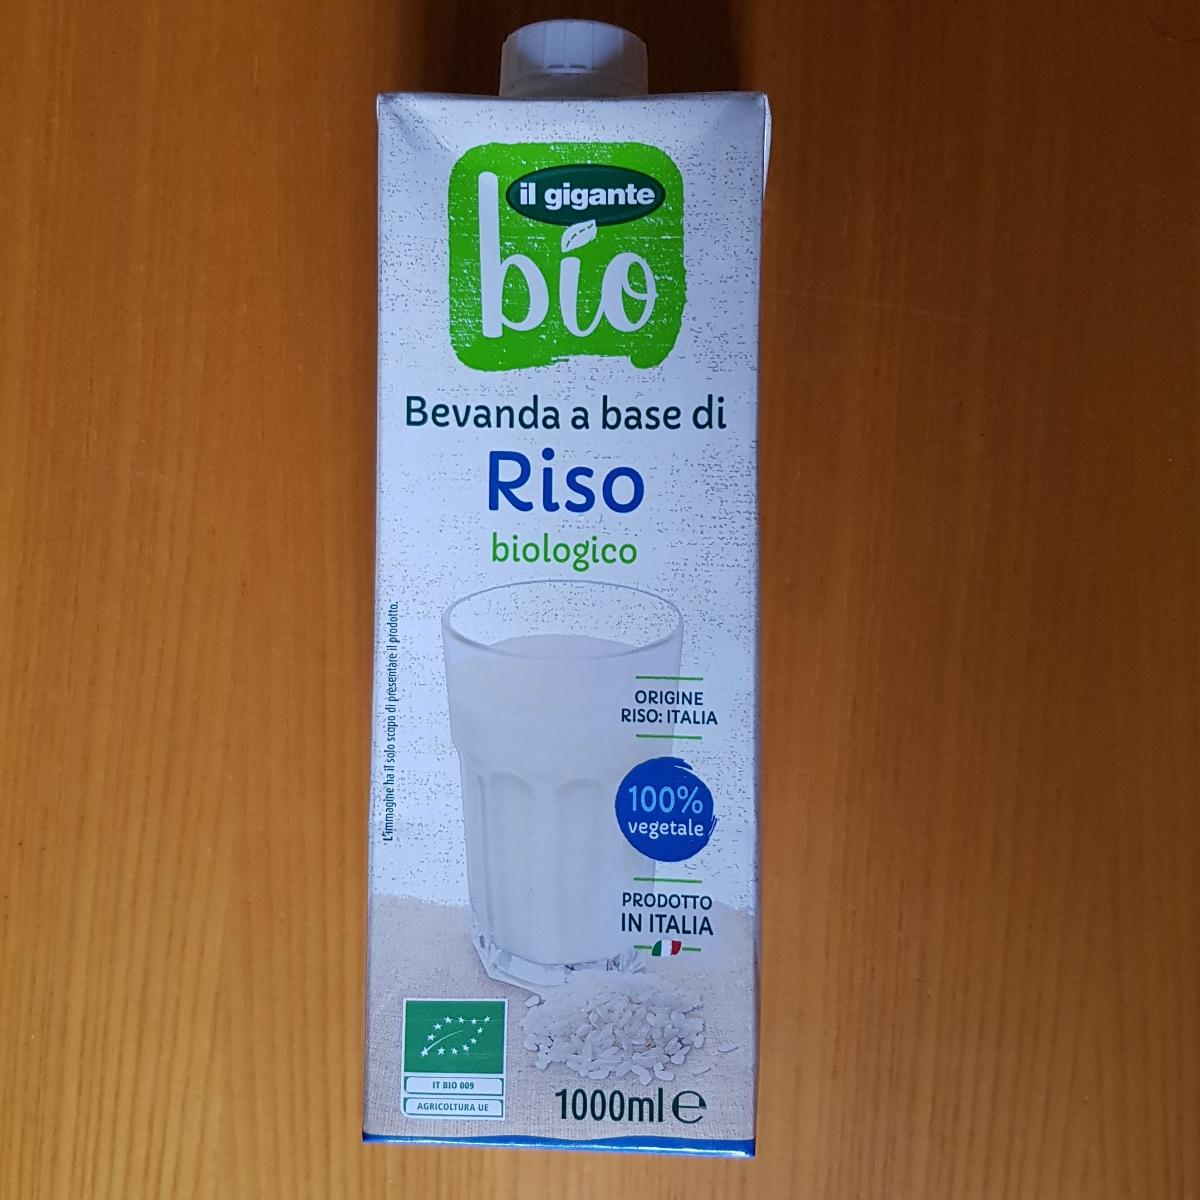 il gigante
bio
Bevanda a base di
Riso
biologico
L'immagine ha il solo scopo di presentare il prodotto.
ORIGINE
RISO: ITALIA
100%
vegetale
PRODOTTO
IN ITALIA
IT BIO 009
AGRICOLTURA UE
1000ml℮